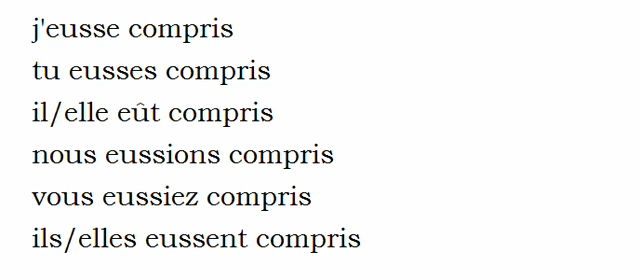 j'eusse compris
tu eusses compris
il/elle eût compris
nous eussions compris
vous eussiez compris
ils/elles eussent compris